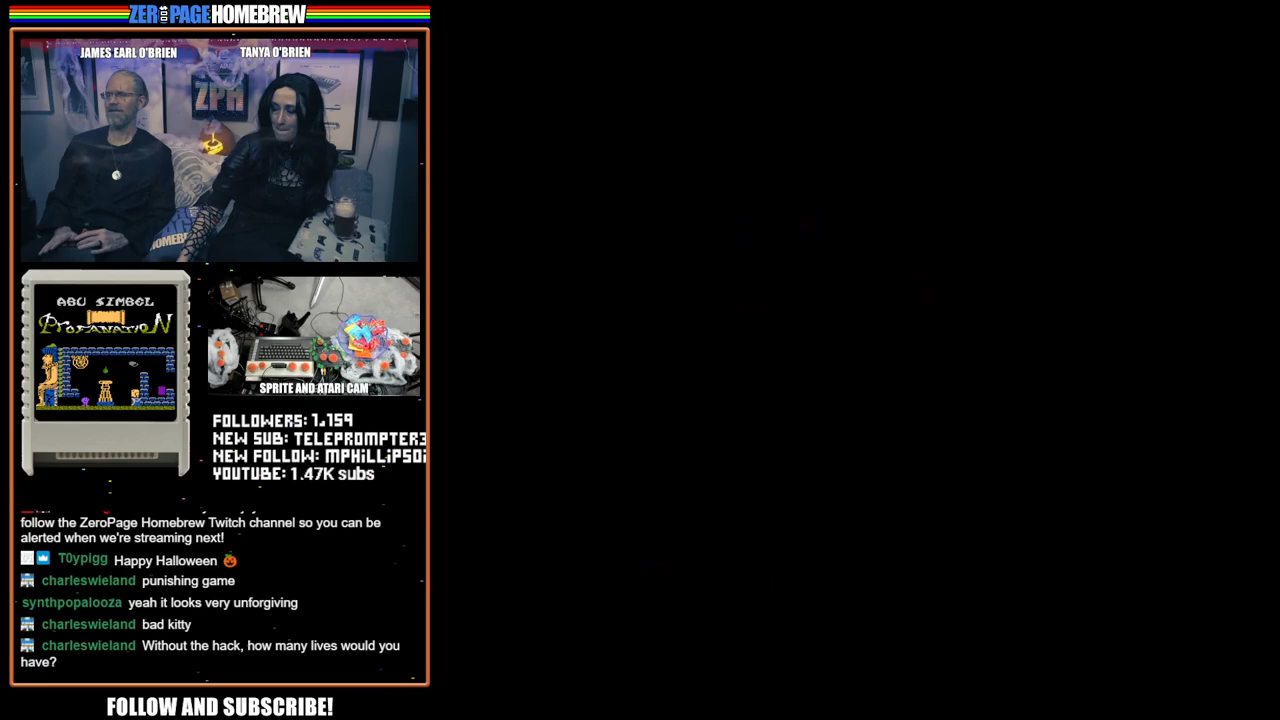 ZEROPAGE HOMEBREW
JAMES EARL O'BRIEN
TANYA O'BRIEN
ZPH
HOMEBR
ABU SIMBEL
PROFANATION
SPRITE AND ATARI CAM
FOLLOWERS: 1,159
NEW SUB: TELEPROMPTER3
NEW FOLLOW: MPHILLIPSO
YOUTUBE: 1.47K subs
follow the ZeroPage Homebrew Twitch channel so you can be
alerted when we're streaming next!
T0ypigg Happy Halloween 🎃
charleswieland punishing game
synthpopalooza yeah it looks very unforgiving
charleswieland bad kitty
charleswieland Without the hack, how many lives would you
have?
FOLLOW AND SUBSCRIBE!